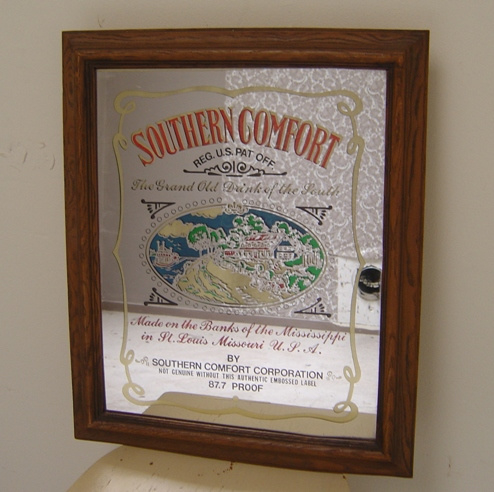 SOUTHERN COMFORT
REG. U.S. PAT. OFF.
The Grand Old Drink of the South
Made on the Banks of the Mississippi
in St. Louis Missouri U.S.A.
BY
SOUTHERN COMFORT CORPORATION
NOT GENUINE WITHOUT THIS AUTHENTIC EMBOSSED LABEL
87.7 PROOF